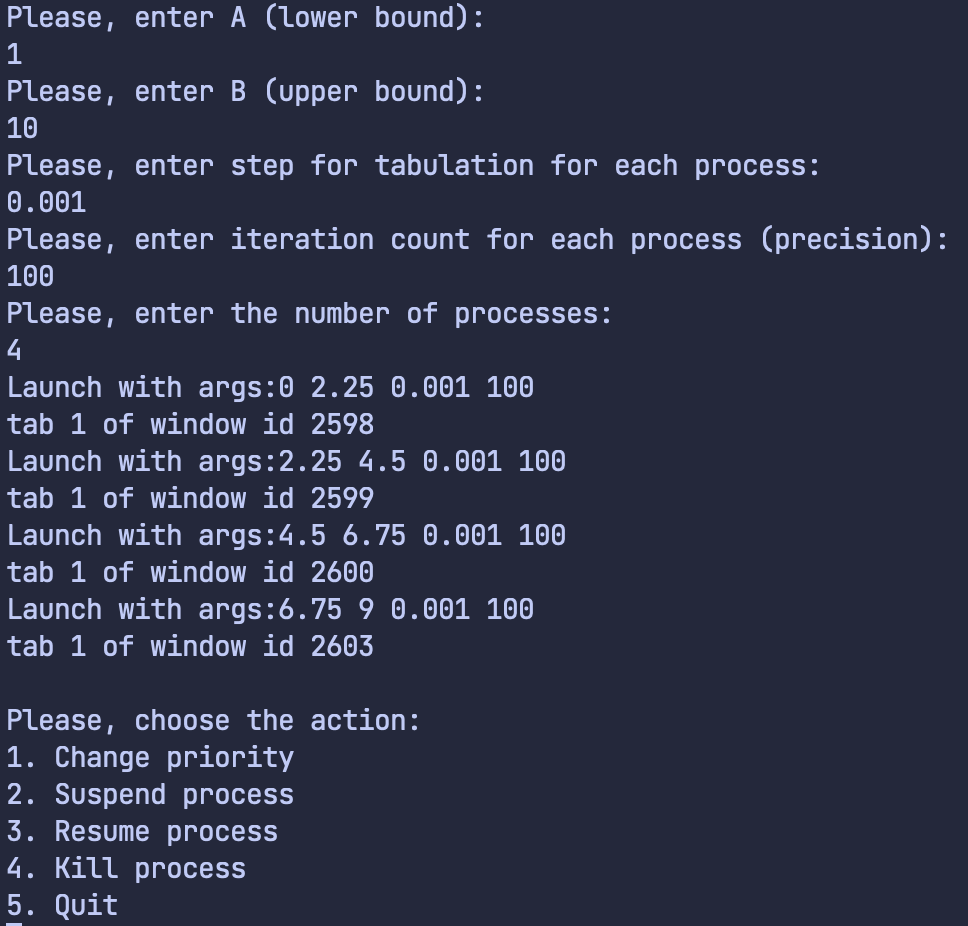 Please, enter A (lower bound):
1
Please, enter B (upper bound):
10
Please, enter step for tabulation for each process:
0.001
Please, enter iteration count for each process (precision):
100
Please, enter the number of processes:
4
Launch with args:0 2.25 0.001 100
tab 1 of window id 2598
Launch with args:2.25 4.5 0.001 100
tab 1 of window id 2599
Launch with args:4.5 6.75 0.001 100
tab 1 of window id 2600
Launch with args:6.75 9 0.001 100
tab 1 of window id 2603
Please, choose the action:
1. Change priority
2. Suspend process
3. Resume process
4. Kill process
5. Quit